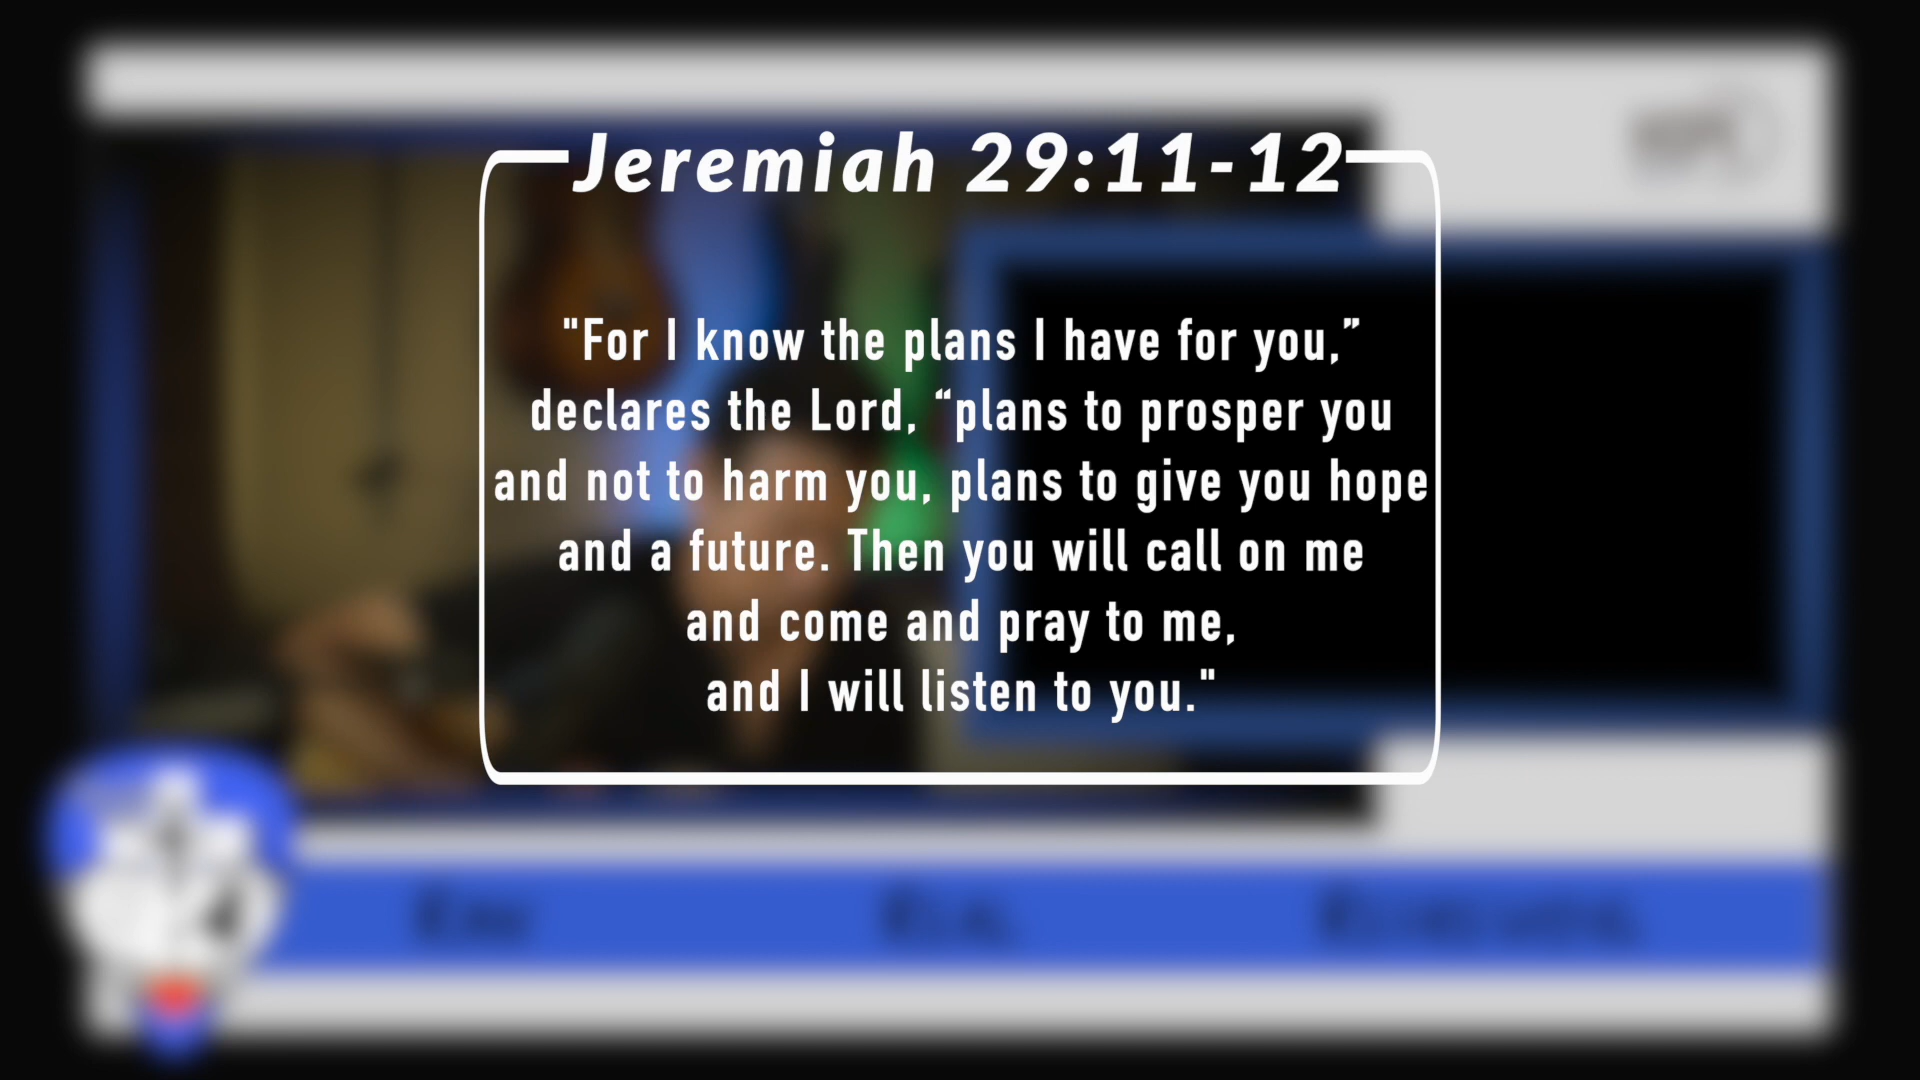 Jeremiah 29:11-12
"For I know the plans I have for you,”
declares the Lord, “plans to prosper you
and not to harm you, plans to give you hope
and a future. Then you will call on me
and come and pray to me,
and I will listen to you."